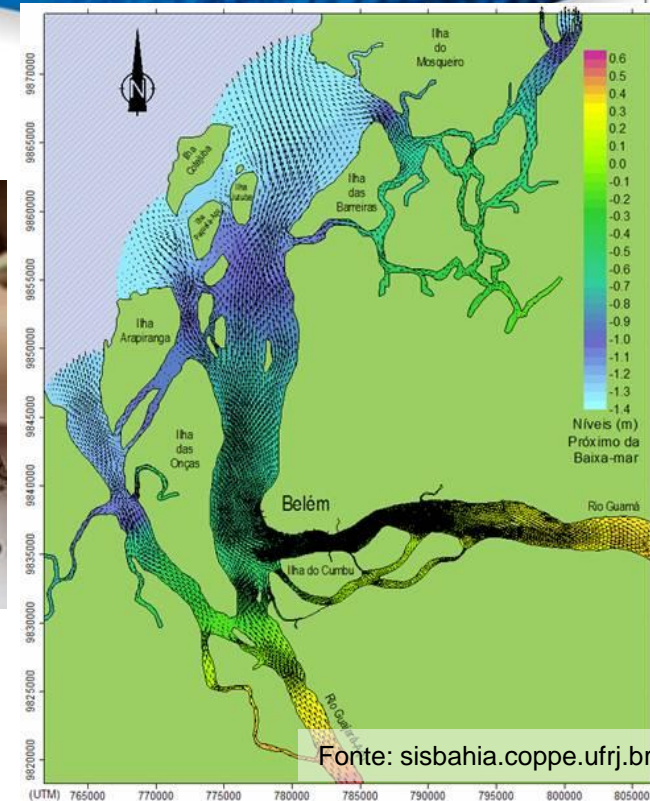 Ilha
do
Mosqueiro
N
Ilha
Ilha
das
Barreiras
Ilha
Arapiranga
Ilha
das
Onças
Belém
Rio Guamá
Ilha do Cumbu
0.6
0.5
0.4
0.3
0.2
0.1
0.0
-0.1
-0.2
-0.3
-0.4
-0.5
-0.6
-0.7
-0.8
-0.9
-1.0
-1.1
-1.2
-1.3
-1.4
Níveis (m)
Próximo da
Baixa-mar
9870000
9865000
9860000
9855000
9850000
9845000
9840000
9835000
9830000
9825000
9820000
Fonte: sisbahia.coppe.ufrj.br
(UTM) 765000 770000 775000 780000 785000 790000 795000 800000